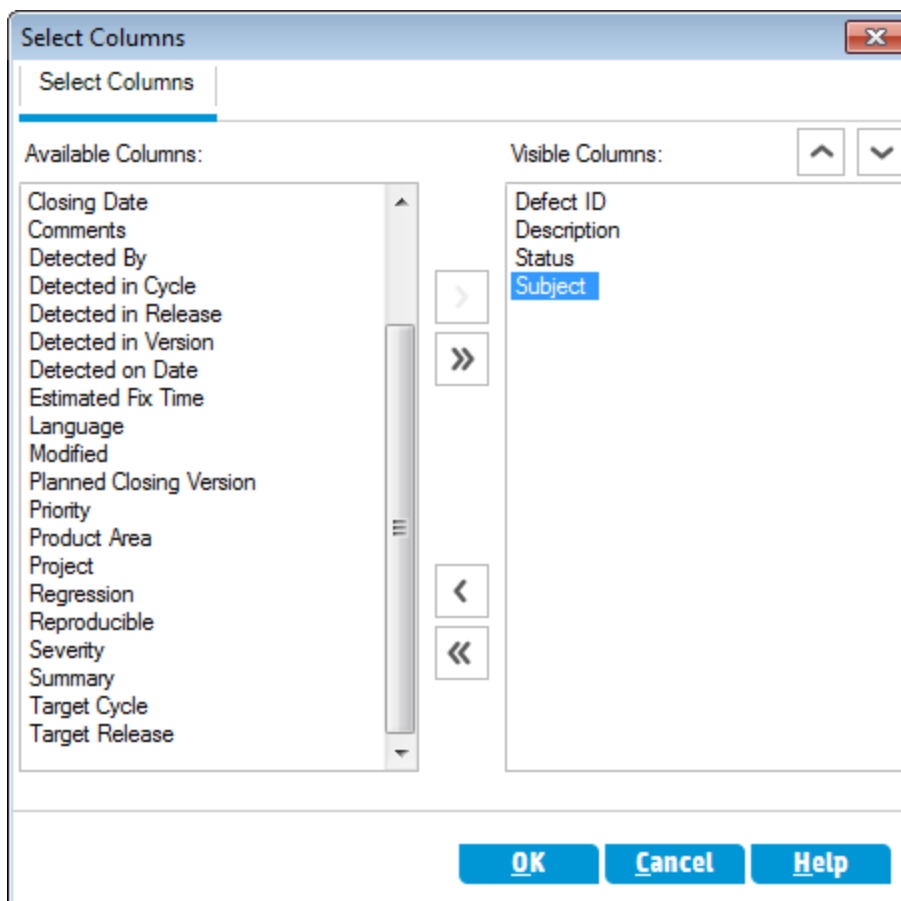 Select Columns
Select Columns
Available Columns:
Closing Date
Comments
Detected By
Detected in Cycle
Detected in Release
Detected in Version
Detected on Date
Estimated Fix Time
Language
Modified
Planned Closing Version
Priority
Product Area
Project
Regression
Reproducible
Severity
Summary
Target Cycle
Target Release
Visible Columns:
Defect ID
Description
Status
Subject
OK Cancel Help